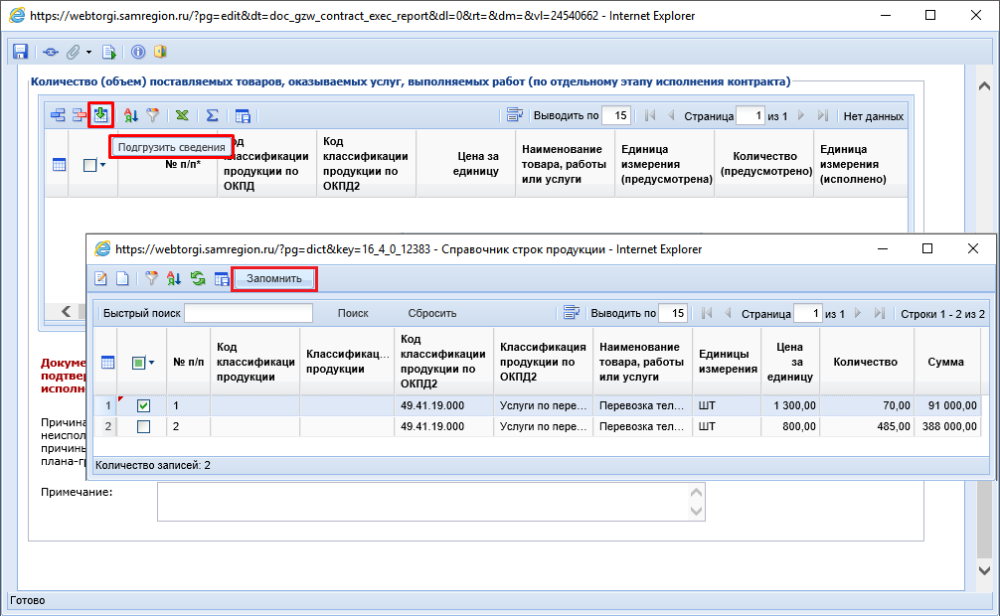 https://webtorgi.samregion.ru/?pg=edit&dt=doc_gzw_contract_exec_report&dl=0&rt=&dm=&vl=24540662 - Internet Explorer
Количество (объем) поставляемых товаров, оказываемых услуг, выполняемых работ (по отдельному этапу исполнения контракта)
Выводить по 15 Страница 1 из 1 Нет данных
Подгрузить сведения
№ п/п*
од классификации продукции по ОКПД
Код классификации продукции по ОКПД2
Цена за единицу
Наименование товара, работы или услуги
Единица измерения (предусмотрена)
Количество (предусмотрено)
Единица измерения (исполнено)
https://webtorgi.samregion.ru/?pg=dict&key=16_4_0_12383 - Справочник строк продукции - Internet Explorer
Запомнить
Быстрый поиск Поиск Сбросить Выводить по 15 Страница 1 из 1 Строки 1 - 2 из 2
№ п/п
Код классификаци продукции
Классификац... продукции
Код классификации продукции по ОКПД2
Классификация продукции по ОКПД2
Наименование товара, работы или услуги
Единицы измерения
Цена за единицу
Количество
Сумма
1 1 49.41.19.000 Услуги по пере... Перевозка тел... ШТ 1 300,00 70,00 91 000,00
2 2 49.41.19.000 Услуги по пере... Перевозка тел... ШТ 800,00 485,00 388 000,00
Количество записей: 2
Докуме
подтвер
исполн
Причина
неиспол
причины
плана-гр
Примечание:
Готово